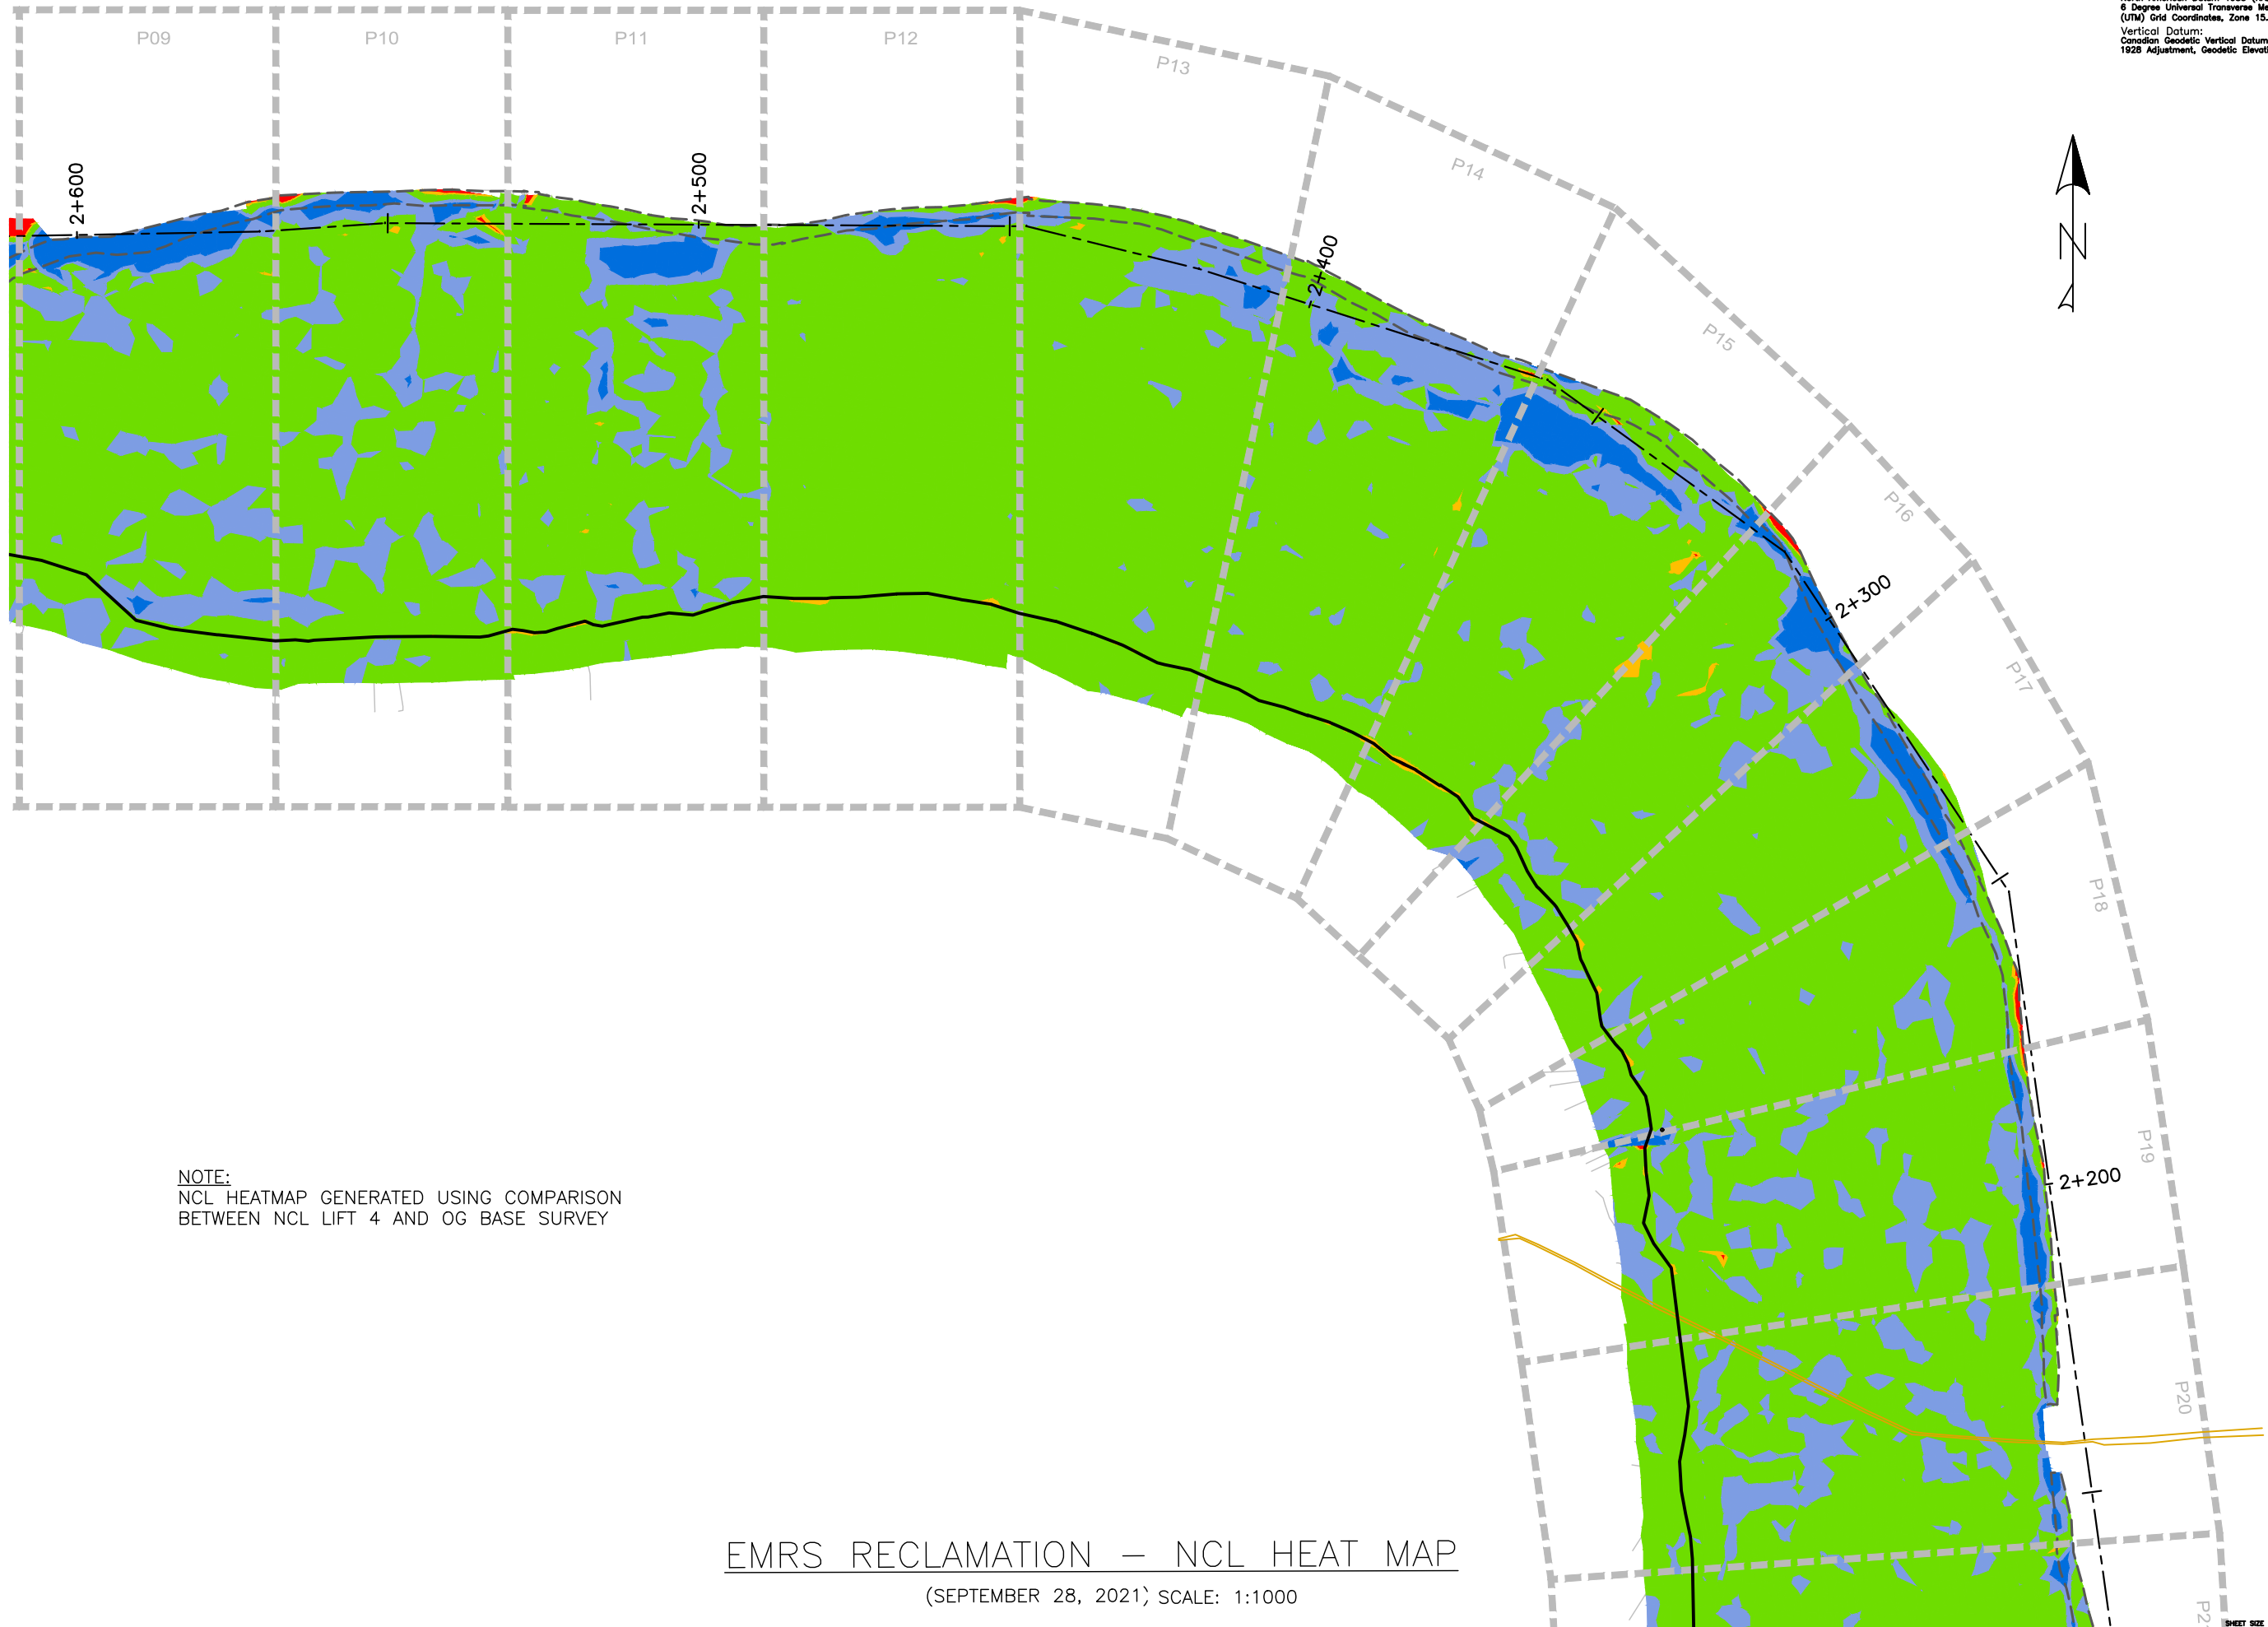 6 Degree Universal Transverse
(UTM) Grid Coordinates, Zone 15.
Vertical Datum:
Canadian Geodetic Vertical Datum
1928 Adjustment, Geodetic
P09
P10
P11
P12
P13
P14
P15
P16
P17
P18
P19
P20
2+600
2+500
2+400
2+300
2+200
N
NOTE:
NCL HEATMAP GENERATED USING COMPARISON
BETWEEN NCL LIFT 4 AND OG BASE SURVEY
EMRS RECLAMATION – NCL HEAT MAP
(SEPTEMBER 28, 2021) SCALE: 1:1000
SHEET SIZE